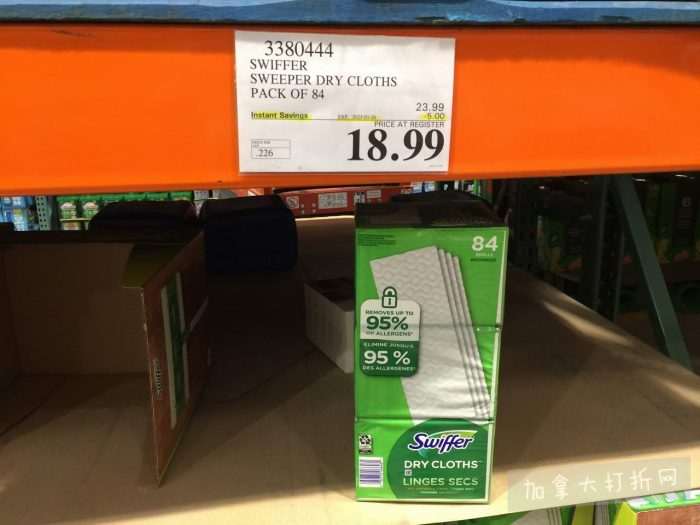 3380444
SWIFFER
SWEEPER DRY CLOTHS
PACK OF 84
23.99
Instant Savings
-5.00
PRICE AT REGISTER
18.99
.226
84
REMOVES UP TO
95%
OF ALLERGENS*
ÉLIMINE JUSQU'À
95 %
DES ALLERGÈNES*
Swiffer
DRY CLOTHS
LINGES SECS
加拿大打折网